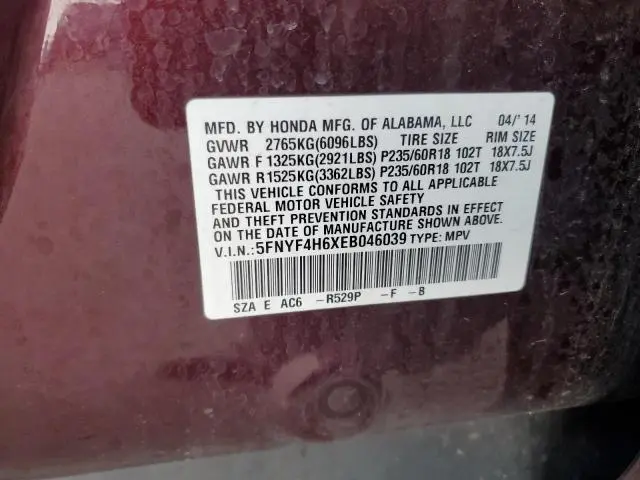 MFD. BY HONDA MFG. OF ALABAMA, LLC 04/'14
GVWR 2765KG(6096LBS) TIRE SIZE RIM SIZE
GAWR F 1325KG(2921LBS) P235/60R18 102T 18X7.5J
GAWR R 1525KG(3362LBS) P235/60R18 102T 18X7.5J
THIS VEHICLE CONFORMS TO ALL APPLICABLE
FEDERAL MOTOR VEHICLE SAFETY
AND THEFT PREVENTION STANDARDS IN EFFECT
ON THE DATE OF MANUFACTURE SHOWN ABOVE.
V.I.N.: 5FNYF4H6XEB046039 TYPE: MPV
SZA E AC6 -R529P -F -B